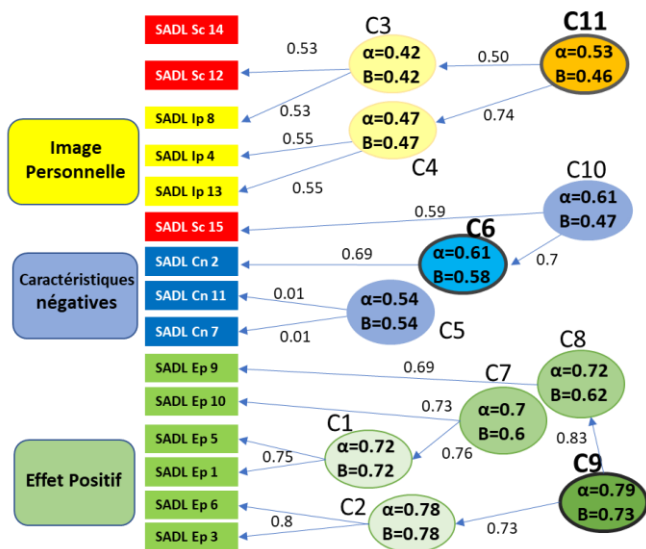 SADL Sc 14
C3
C11
0.53
α=0.42
B=0.42
0.50
α=0.53
B=0.46
SADL Sc 12
SADL Ip 8
0.53
0.74
Image
Personnelle
SADL Ip 4
0.55
α=0.47
B=0.47
C4
SADL Ip 13
0.55
C10
α=0.61
B=0.47
SADL Sc 15
0.59
C6
Caractéristiques
négatives
SADL Cn 2
0.69
α=0.61
B=0.58
0.7
SADL Cn 11
0.01
α=0.54
B=0.54
C5
SADL Cn 7
0.01
SADL Ep 9
0.69
C8
α=0.72
B=0.62
SADL Ep 10
0.73
C7
α=0.7
B=0.6
Effet Positif
SADL Ep 5
C1
0.75
α=0.72
B=0.72
0.76
0.83
SADL Ep 1
C9
α=0.79
B=0.73
SADL Ep 6
C2
0.8
α=0.78
B=0.78
0.73
SADL Ep 3